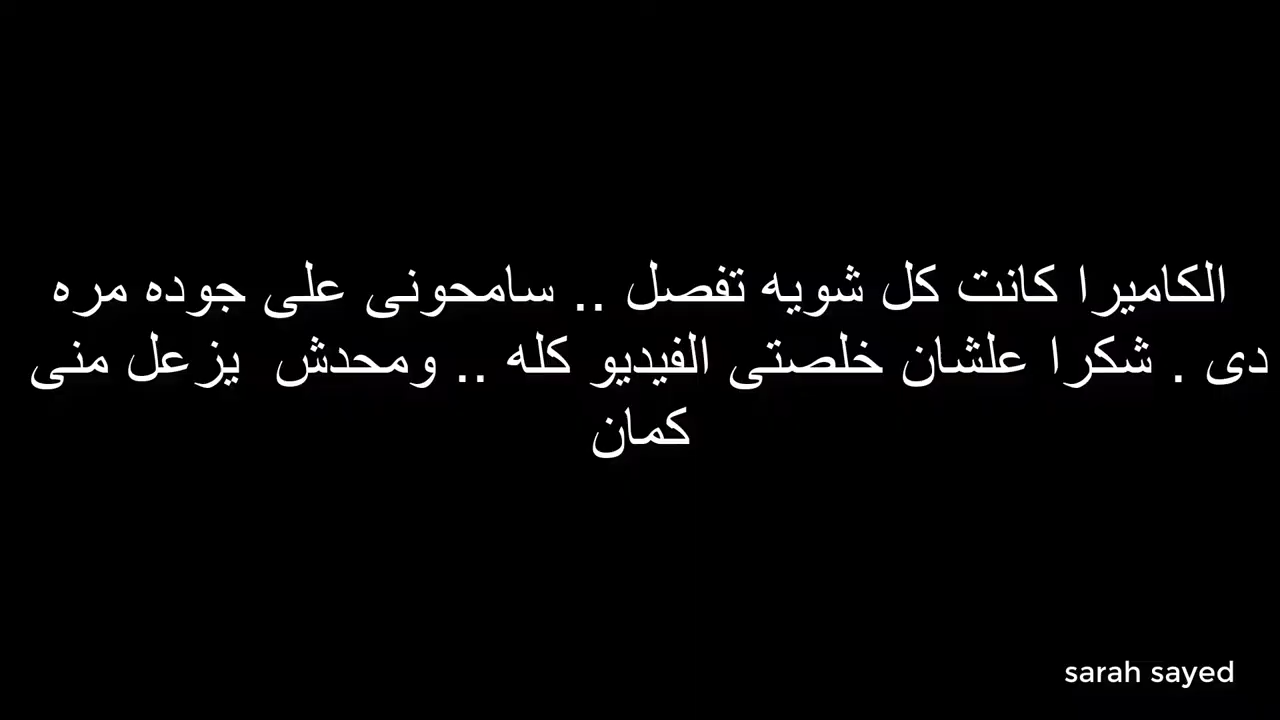 الكاميرا كانت كل شويه تفصل .. سامحونى على جوده مره
دى . شكرا علشان خلصتى الفيديو كله .. ومحدش  يزعل منى
كمان
sarah sayed